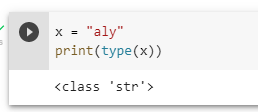 x = "aly"
print(type(x))
<class 'str'>